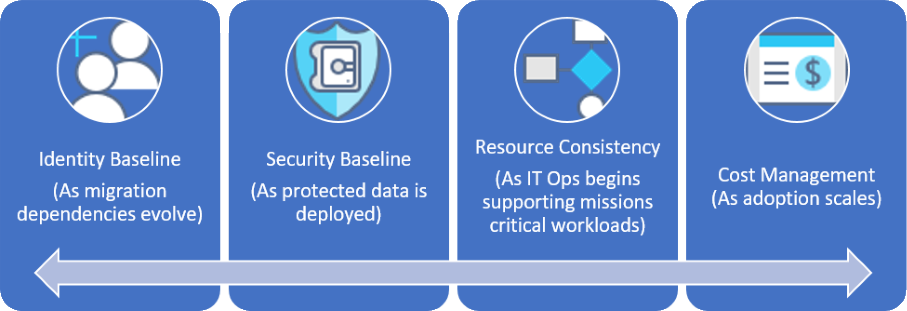 Identity Baseline
(As migration
dependencies evolve)
Security Baseline
(As protected data is
deployed)
Resource Consistency
(As IT Ops begins
supporting missions
critical workloads)
$
Cost Management
(As adoption scales)